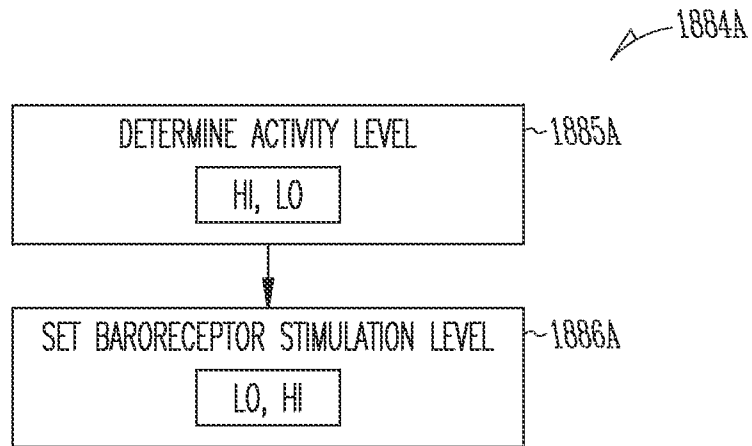 1884A
DETERMINE ACTIVITY LEVEL
1885A
HI, LO
SET BARORECEPTOR STIMULATION LEVEL
1886A
LO, HI